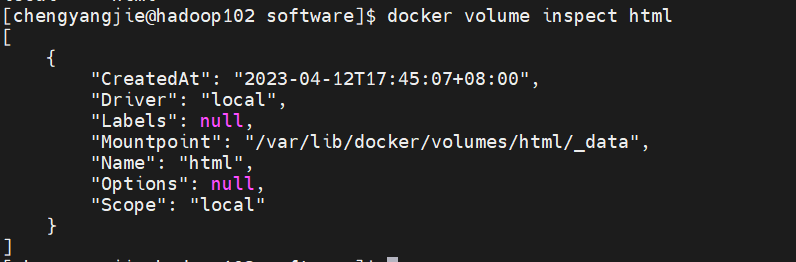 [chengyangjie@hadoop102 software]$ docker volume inspect html
[
    {
        "CreatedAt": "2023-04-12T17:45:07+08:00",
        "Driver": "local",
        "Labels": null,
        "Mountpoint": "/var/lib/docker/volumes/html/_data",
        "Name": "html",
        "Options": null,
        "Scope": "local"
    }
]